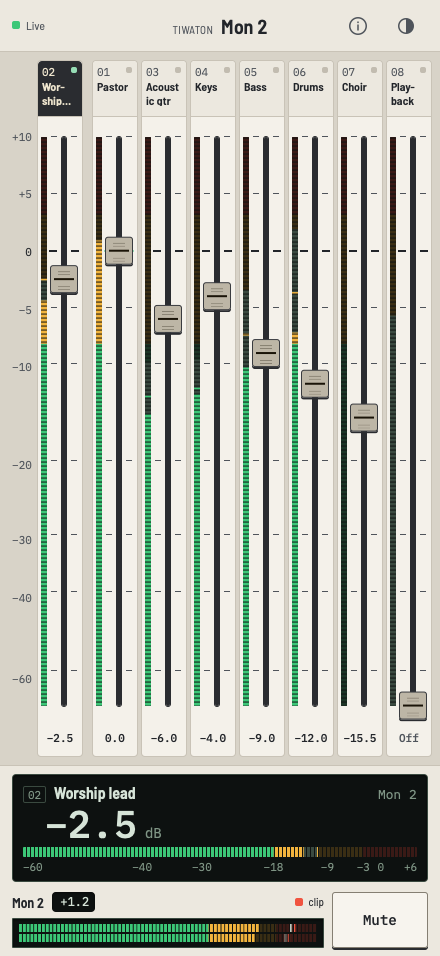 Live
TIWATON Mon 2
02 01 03 04 05 06 07 08
Wor- Pastor Acoust Keys Bass Drums Choir Play-
ship... ic gtr back
+10
+5
0
−5
−10
−20
−30
−40
−60
−2.5 0.0 −6.0 −4.0 −9.0 −12.0 −15.5 Off
02 Worship lead Mon 2
−2.5 dB
−60 −40 −30 −18 −9 −3 0 +6
Mon 2 +1.2 clip
Mute